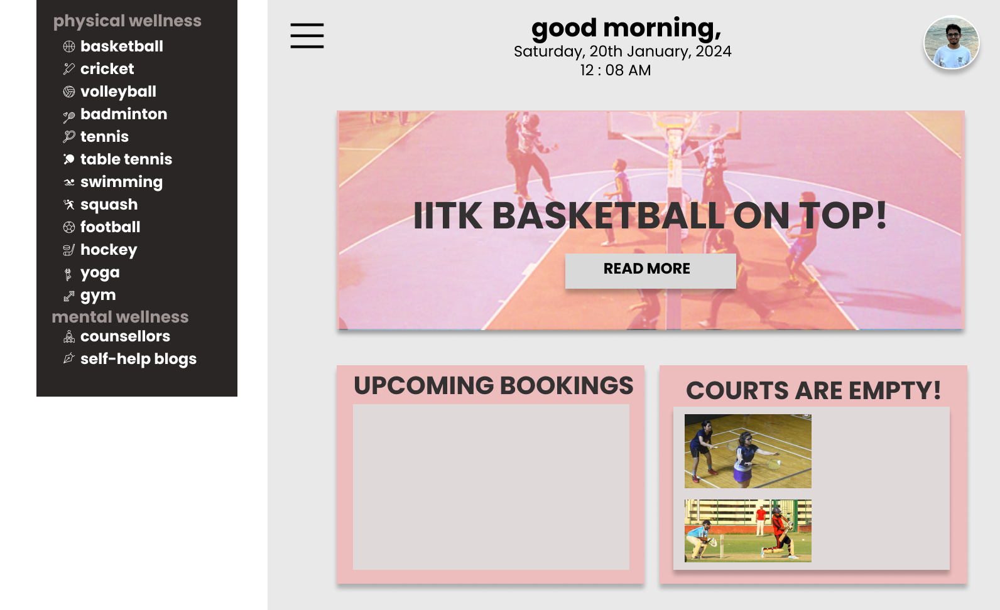 physical wellness
basketball
cricket
volleyball
badminton
tennis
table tennis
swimming
squash
football
hockey
yoga
gym
mental wellness
counsellors
self-help blogs
good morning,
Saturday, 20th January, 2024
12 : 08 AM
IITK BASKETBALL ON TOP!
READ MORE
UPCOMING BOOKINGS
COURTS ARE EMPTY!